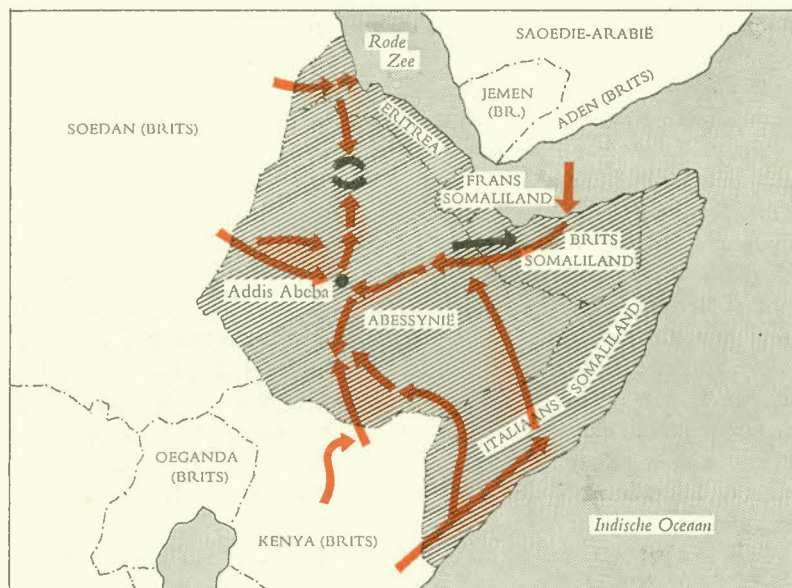 Rode
Zee
SAOEDIE-ARABIË
JEMEN
(BR.)
ADEN (BRITS)
SOEDAN (BRITS)
ERITREA
FRANS
SOMALILAND
BRITS
SOMALILAND
Addis Abeba
ABESSYNIË
ITALIAANS-SOMALILAND
OEGANDA
(BRITS)
KENYA (BRITS)
Indische Oceaan